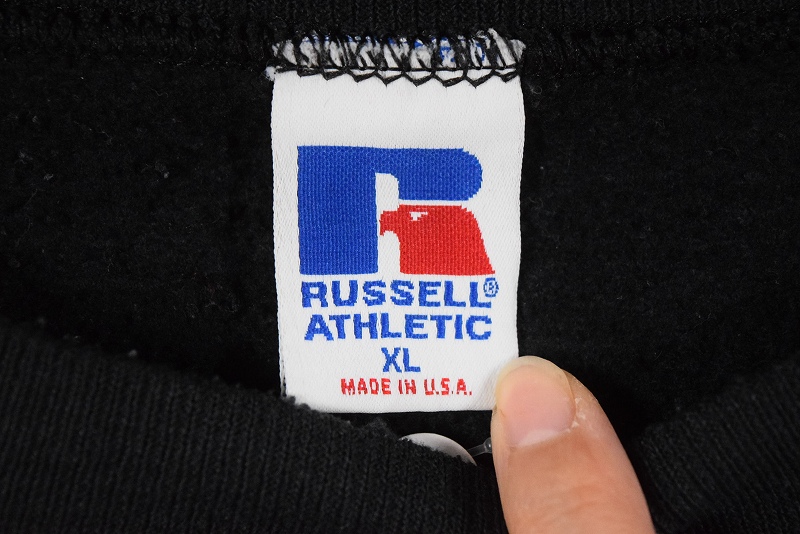 RUSSELL®
ATHLETIC
XL
MADE IN U.S.A.